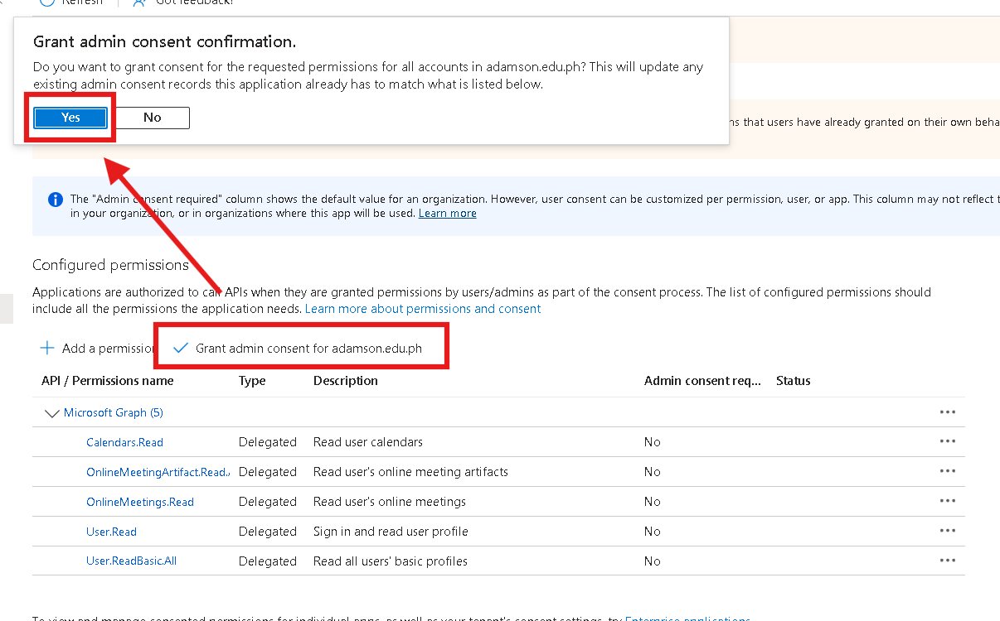 Refresh
Got feedback?
Grant admin consent confirmation.
Do you want to grant consent for the requested permissions for all accounts in adamson.edu.ph? This will update any
existing admin consent records this application already has to match what is listed below.
Yes
No
that users have already granted on their own beha
The "Admin consent required" column shows the default value for an organization. However, user consent can be customized per permission, user, or app. This column may not reflect
in your organization, or in organizations where this app will be used. Learn more
Configured permissions
Applications are authorized to call APIs when they are granted permissions by users/admins as part of the consent process. The list of configured permissions should
include all the permissions the application needs. Learn more about permissions and consent
Add a permission
Grant admin consent for adamson.edu.ph
API / Permissions name Type Description Admin consent req... Status
Microsoft Graph (5)
Calendars.Read Delegated Read user calendars No
OnlineMeetingArtifact.Read. Delegated Read user's online meeting artifacts No
OnlineMeetings.Read Delegated Read user's online meetings No
User.Read Delegated Sign in and read user profile No
User.ReadBasic.All Delegated Read all users' basic profiles No
To view and manage consented permissions for individual apps, as well as your tenant's consent settings, try Enterprise applications.